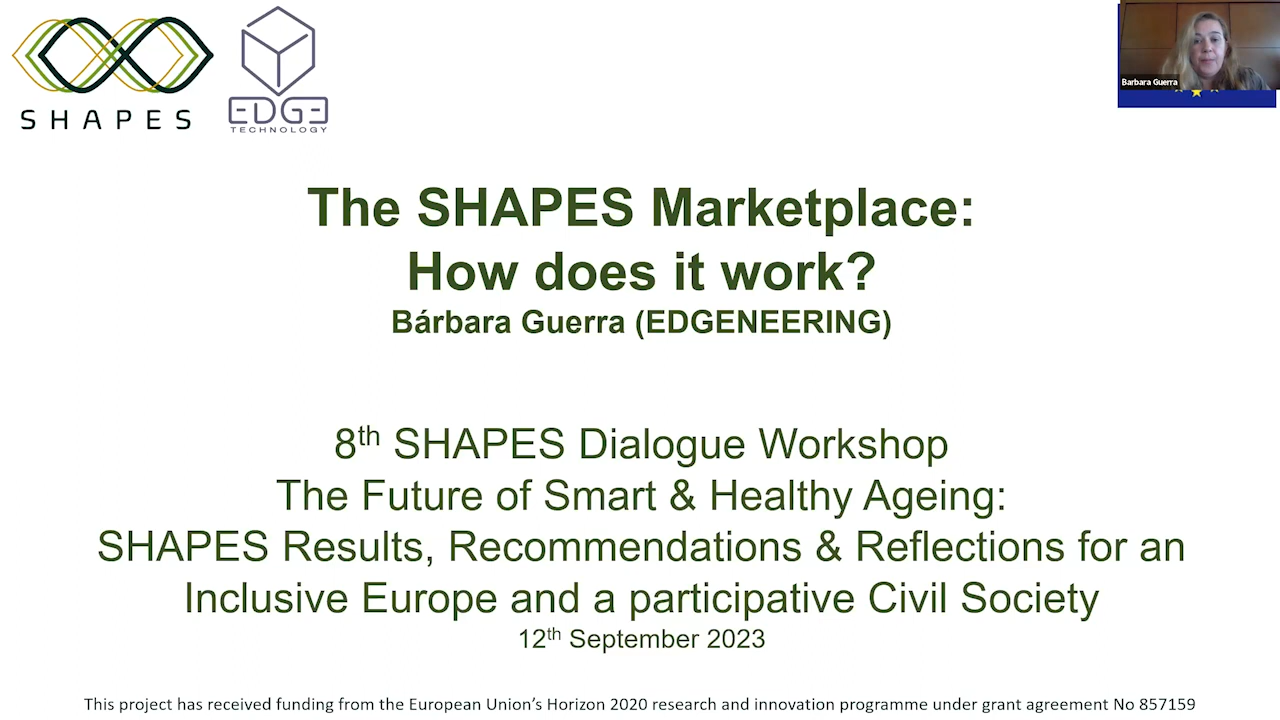 SHAPES
EDGE
TECHNOLOGY
Barbara Guerra
The SHAPES Marketplace:
How does it work?
Bárbara Guerra (EDGENEERING)
8th SHAPES Dialogue Workshop
The Future of Smart & Healthy Ageing:
SHAPES Results, Recommendations & Reflections for an
Inclusive Europe and a participative Civil Society
12th September 2023
This project has received funding from the European Union's Horizon 2020 research and innovation programme under grant agreement No 857159